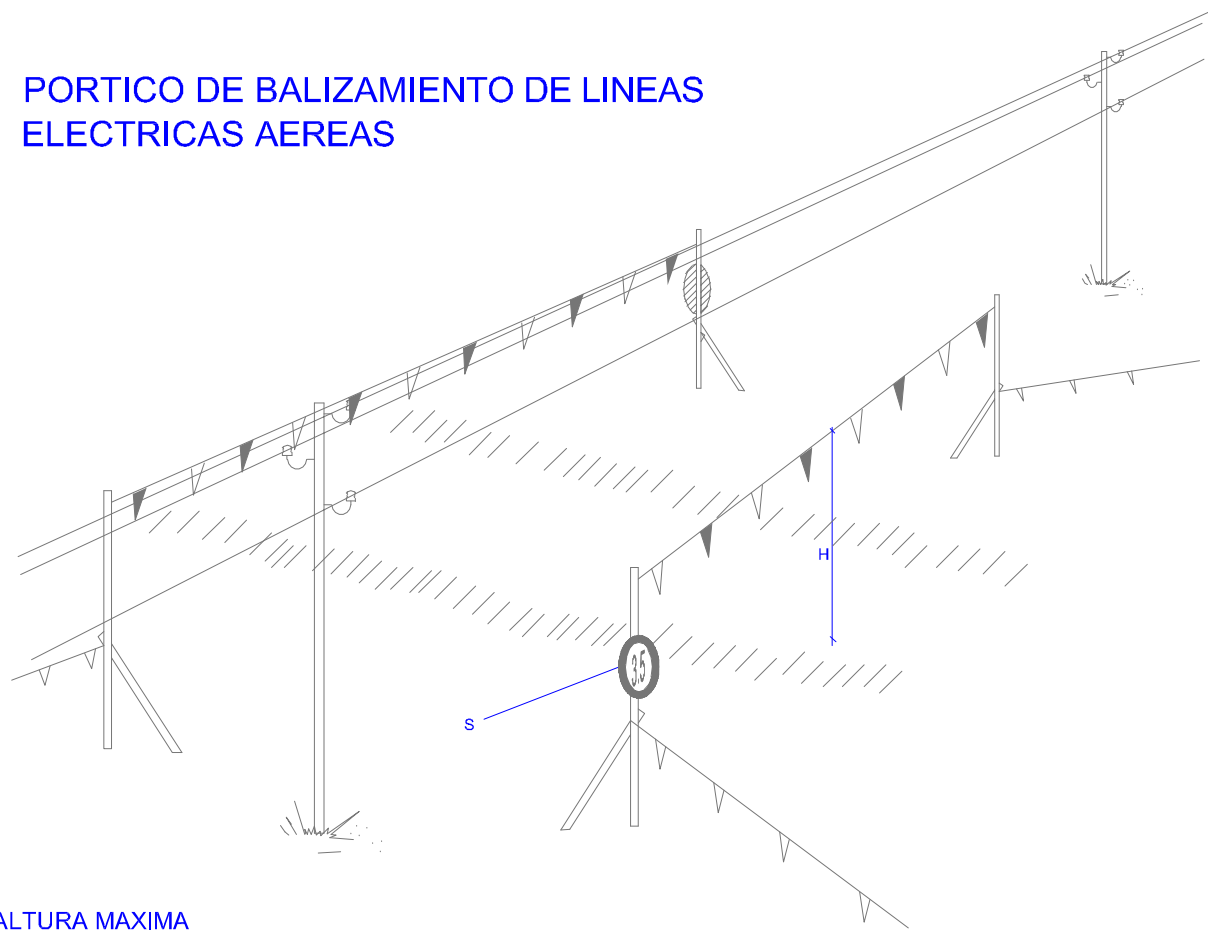 PORTICO DE BALIZAMIENTO DE LINEAS
ELECTRICAS AEREAS
H
3.5
S
ALTURA MAXIMA